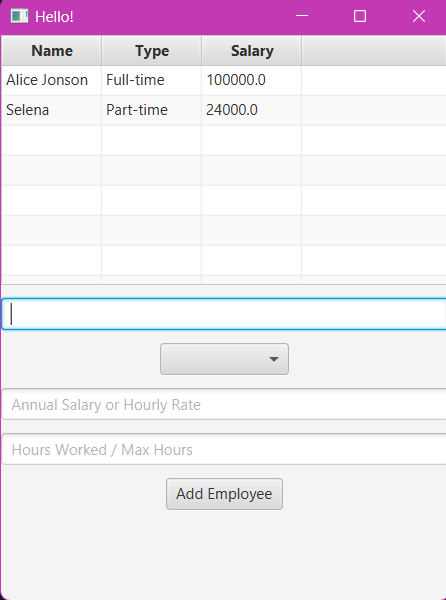 Hello!
Name Type Salary
Alice Jonson Full-time 100000.0
Selena Part-time 24000.0
Annual Salary or Hourly Rate
Hours Worked / Max Hours
Add Employee